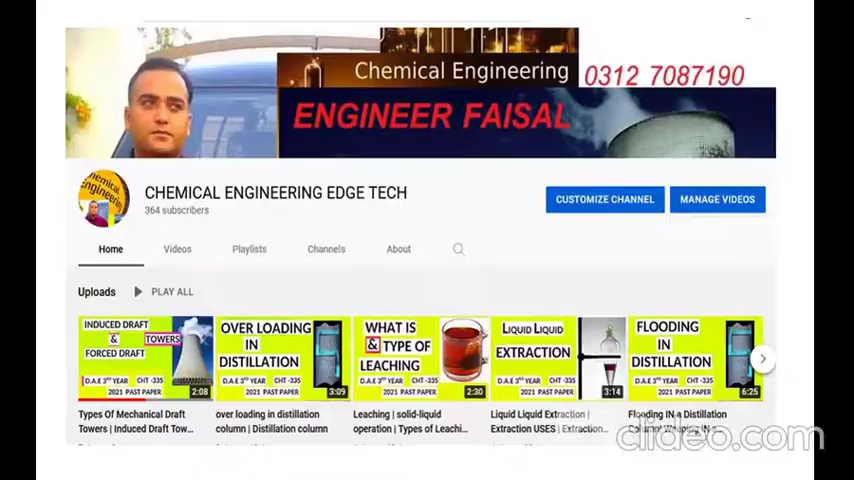 Chemical Engineering
0312 7087190
ENGINEER FAISAL
Chemical
Engineering
CHEMICAL ENGINEERING EDGE TECH
364 subscribers
CUSTOMIZE CHANNEL
MANAGE VIDEOS
Home
Videos
Playlists
Channels
About
Uploads
PLAY ALL
INDUCED DRAFT
& TOWERS
FORCED DRAFT
D.A.E 3RD YEAR CHT -335
2021 PAST PAPER
2:08
OVER LOADING
IN
DISTILLATION
D.A.E 3RD YEAR CHT -335
2021 PAST PAPER
3:09
WHAT IS
& TYPE OF
LEACHING
D.A.E 3RD YEAR CHT -335
2021 PAST PAPER
2:30
LIQUID LIQUID
EXTRACTION
D.A.E 3RD YEAR CHT -335
2021 PAST PAPER
3:14
FLOODING
IN
DISTILLATION
D.A.E 3RD YEAR CHT -335
2021 PAST PAPER
6:25
Types Of Mechanical Draft
Towers | Induced Draft Tow...
over loading in distillation
column | Distillation column
Leaching | solid-liquid
operation | Types of Leachi...
Liquid Liquid Extraction |
Extraction USES | Extraction...
Flooding IN a Distillation
Column| Weeping IN a...
clideo.com